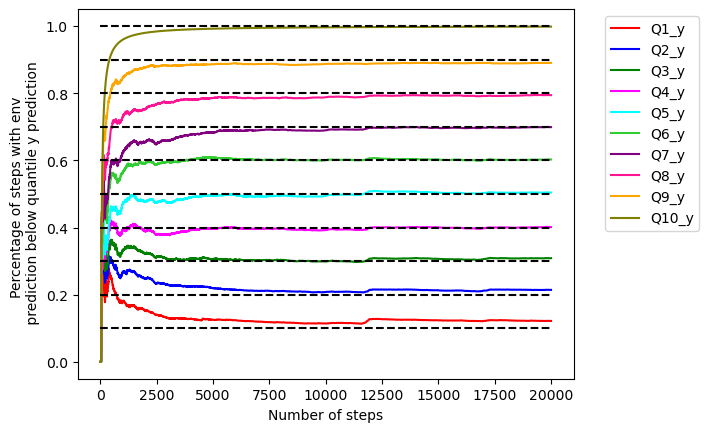 1.0
0.8
0.6
0.4
0.2
0.0
Percentage of steps with env
prediction below quantile y prediction
0
2500
5000
7500
10000
12500
15000
17500
20000
Number of steps
Q1_y
Q2_y
Q3_y
Q4_y
Q5_y
Q6_y
Q7_y
Q8_y
Q9_y
Q10_y